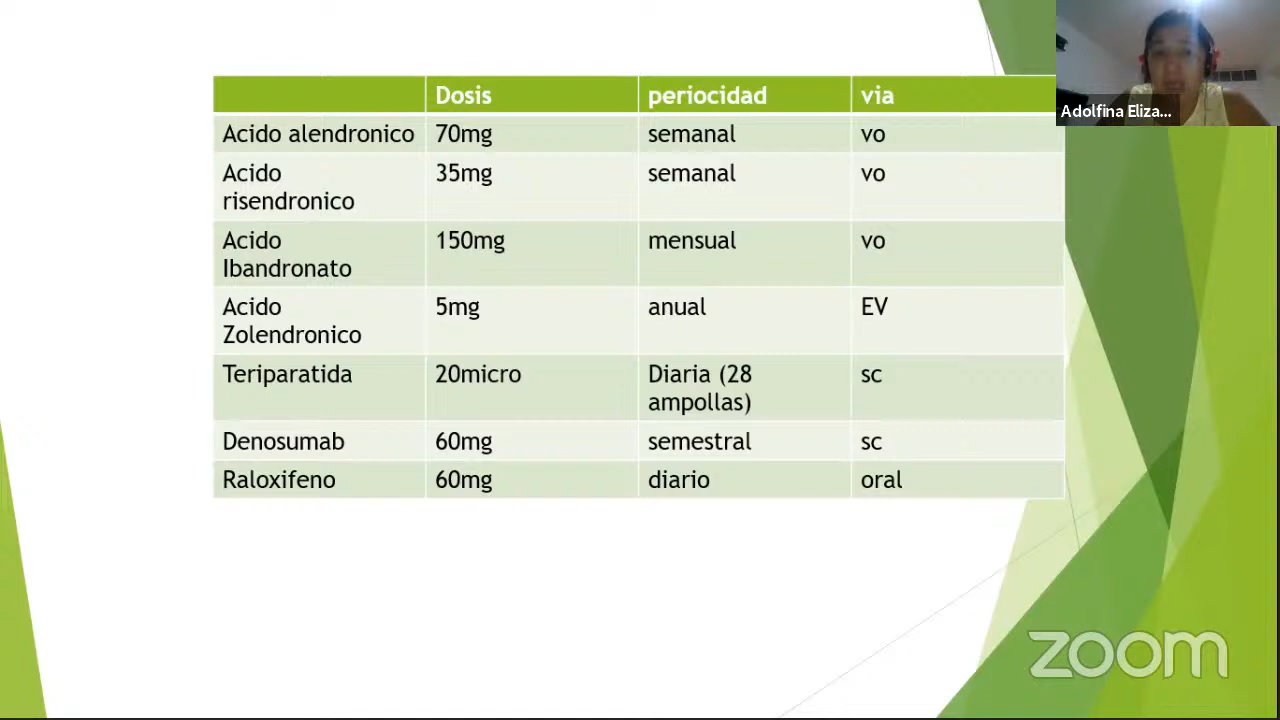 Dosis periocidad via
Acido alendronico 70mg semanal vo
Acido 35mg semanal vo
risendronico
Acido 150mg mensual vo
Ibandronato
Acido 5mg anual EV
Zolendronico
Teriparatida 20micro Diaria (28 sc
ampollas)
Denosumab 60mg semestral sc
Raloxifeno 60mg diario oral
Adolfina Eliza...
zoom